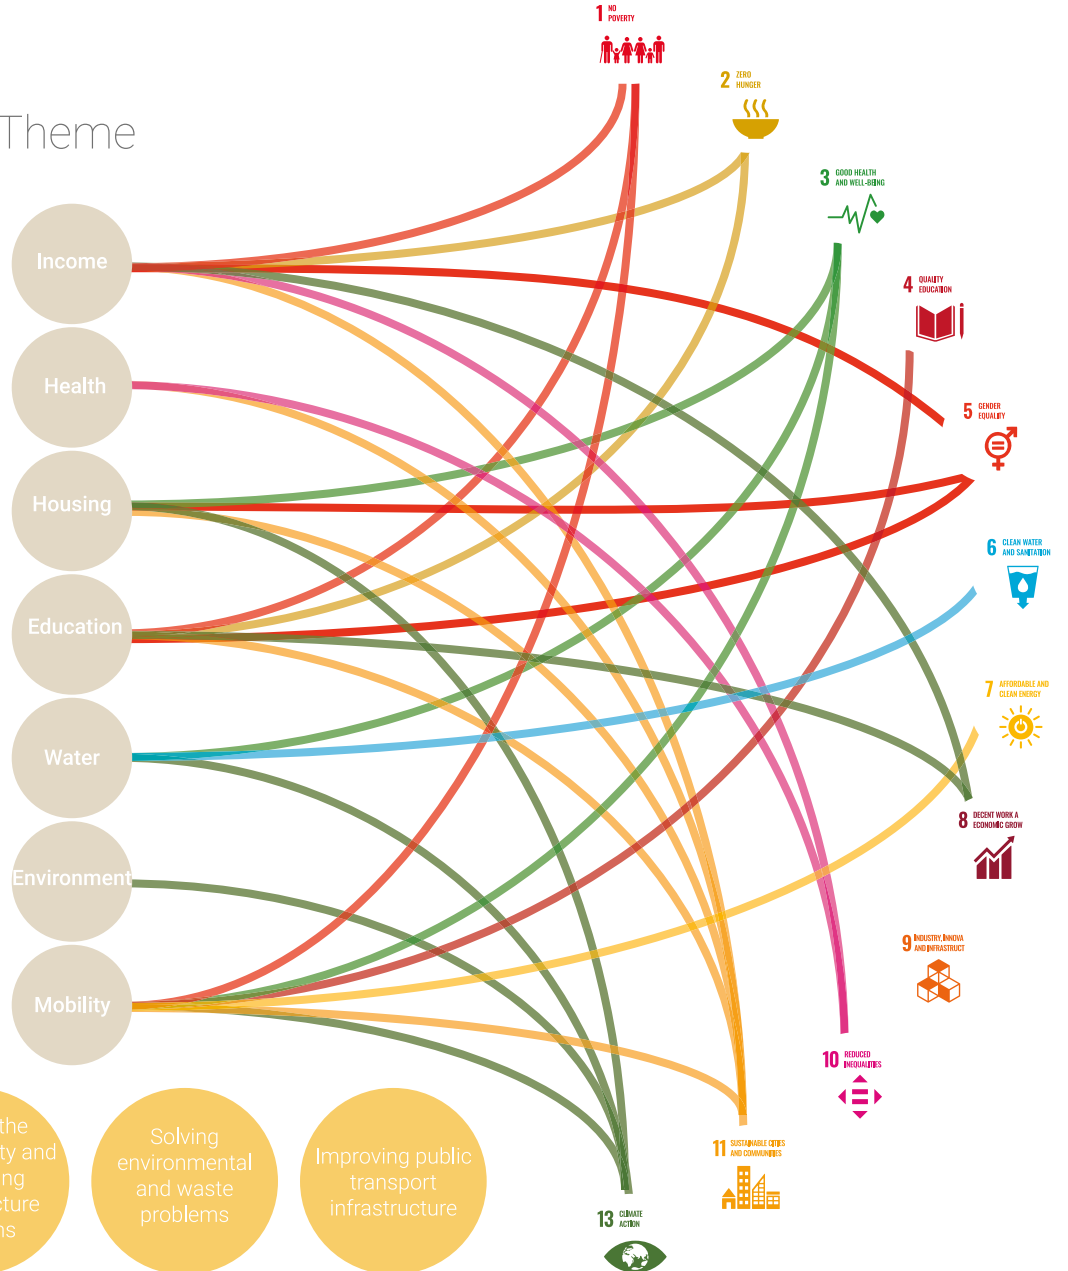 Theme
Income
Health
Housing
Education
Water
Environment
Mobility
1 NO
POVERTY
2 ZERO
HUNGER
3 GOOD HEALTH
AND WELL-BEING
4 QUALITY
EDUCATION
5 GENDER
EQUALITY
6 CLEAN WATER
AND SANITATION
7 AFFORDABLE AND
CLEAN ENERGY
8 DECENT WORK A
ECONOMIC GROW
9 INDUSTRY, INNOVA
AND INFRASTRUCT
10 REDUCED
INEQUALITIES
11 SUSTAINABLE CITIES
AND COMMUNITIES
13 CLIMATE
ACTION
the
ty and
ng
cture
ns
Solving
environmental
and waste
problems
Improving public
transport
infrastructure